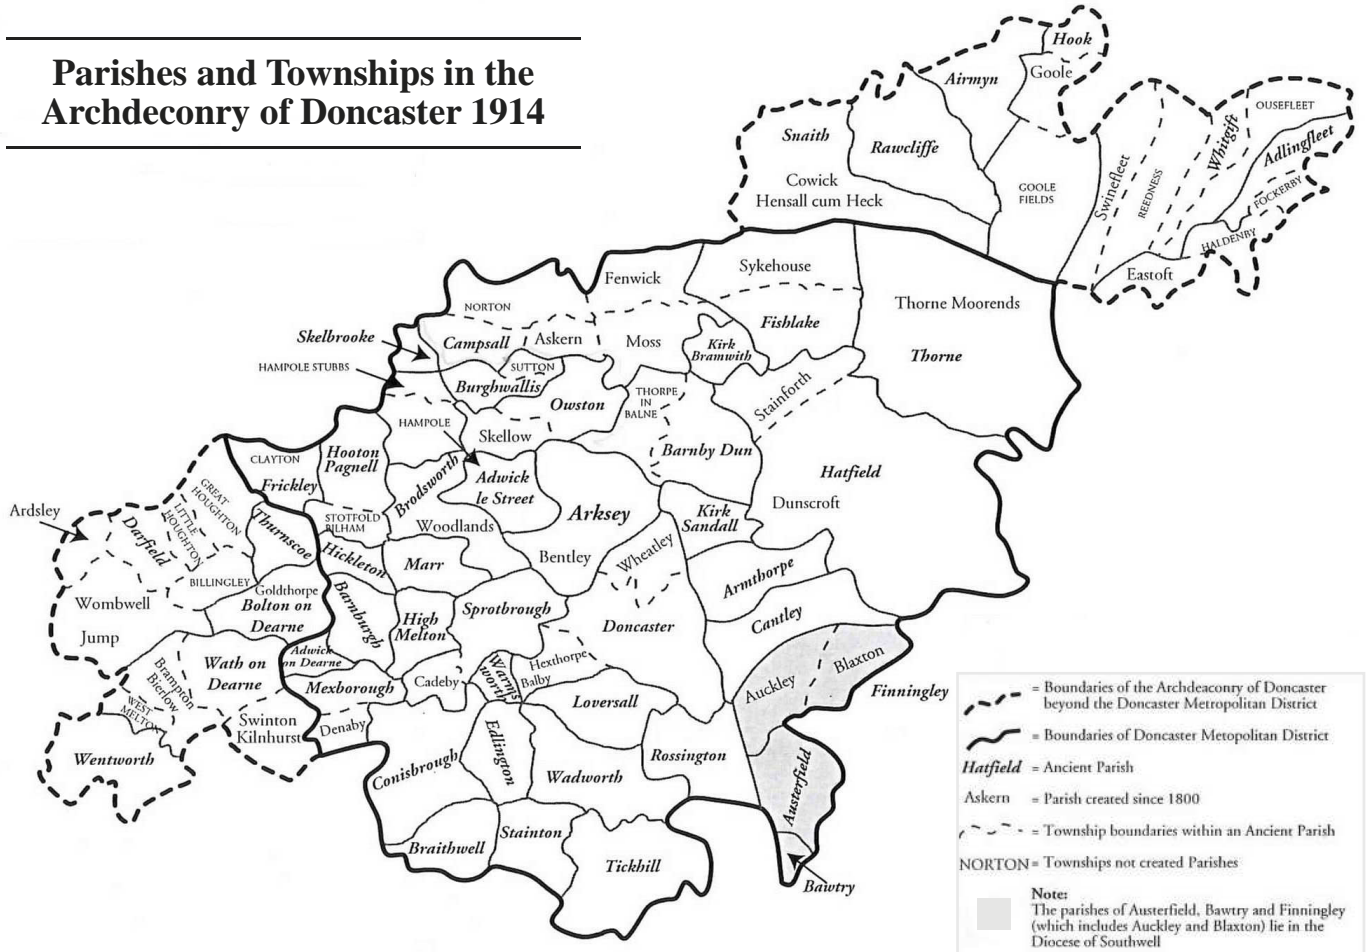 Parishes and Townships in the
Archdeconry of Doncaster 1914
Hook
Goole
Airmyn
Snaith
Rawcliffe
Cowick
Hensall cum Heck
GOOLE
FIELDS
Swinefleet
REEDNESS
Whitgift
OUSEFLEET
Adlingfleet
FOCKERBY
HALDENBY
Eastoft
Fenwick
Sykehouse
Thorne Moorends
Thorne
NORTON
Skelbrooke
Campsall
Askern
Moss
Fishlake
Kirk
Bramwith
HAMPOLE STUBBS
SUTTON
Burghwallis
Owston
THORPE
IN
BALNE
Stainforth
HAMPOLE
Skellow
Barnby Dun
Hatfield
Dunscroft
CLAYTON
Frickley
Hooton
Pagnell
Brodsworth
Adwick
le Street
Arksey
Kirk
Sandall
Ardsley
Darfield
GREAT
HOUGHTON
LITTLE
HOUGHTON
Thurnscoe
STOTFOLD
BILHAM
Woodlands
Hickleton
Marr
Bentley
Wheatley
Armthorpe
BILLINGLEY
Goldthorpe
Bolton on
Dearne
Wombwell
Jump
Barnburgh
High
Melton
Sprotbrough
Doncaster
Cantley
Wath on
Dearne
Adwick
on Dearne
Brampton
Bierlow
WEST
MELTON
Mexborough
Cadeby
Warms
worth
Hexthorpe
Balby
Loversall
Auckley
Blaxton
Finningley
Swinton
Kilnhurst
Denaby
Wentworth
Conisbrough
Edlington
Wadworth
Rossington
Austerfield
Braithwell
Stainton
Tickhill
Bawtry
= Boundaries of the Archdeaconry of Doncaster
beyond the Doncaster Metropolitan District
= Boundaries of Doncaster Metopolitan District
Hatfield = Ancient Parish
Askern = Parish created since 1800
= Township boundaries within an Ancient Parish
NORTON = Townships not created Parishes
Note:
The parishes of Austerfield, Bawtry and Finningley
(which includes Auckley and Blaxton) lie in the
Diocese of Southwell